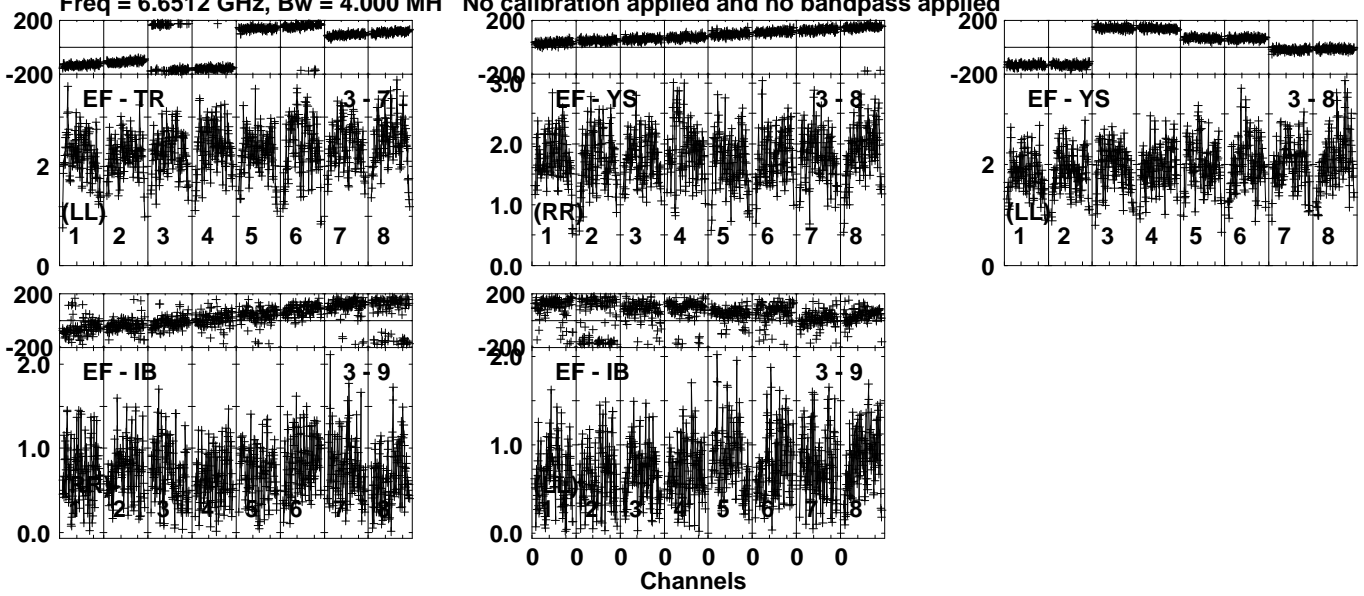 Freq = 6.6512 GHz, Bw = 4.000 MH No calibration applied and no bandpass applied
200
-200
EF - TR 3 - 7
2
(LL)
1 2 3 4 5 6 7 8
0
-200
3.0
EF - YS 3 - 8
2.0
1.0
(RR)
1 2 3 4 5 6 7 8
0.0
200
-200
EF - YS 3 - 8
2
(LL)
1 2 3 4 5 6 7 8
0
200
-200
2.0
EF - IB 3 - 9
1.0
1 2 3 4 5 6 7 8
0.0
200
-200
2.0
EF - IB 3 - 9
1.0
1 2 3 4 5 6 7 8
0.0
0 0 0 0 0 0 0 0
Channels